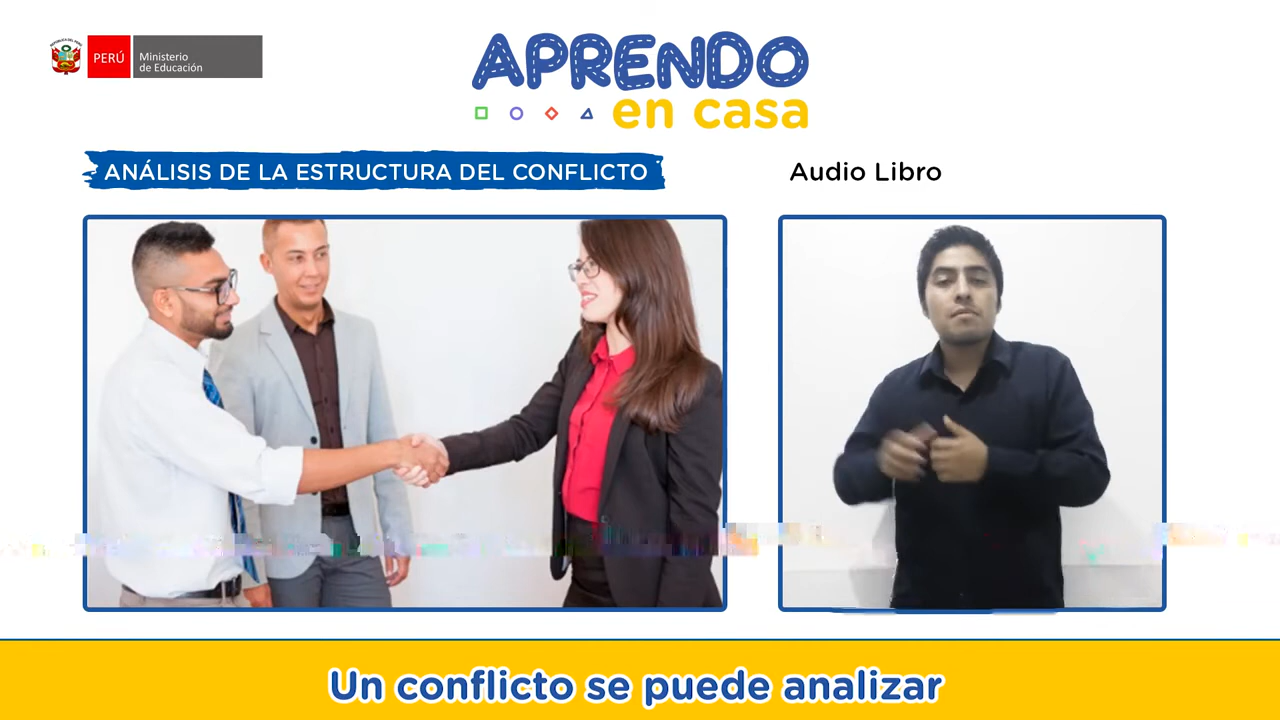 PERÚ
Ministerio
de Educación
APRENDO
en casa
ANÁLISIS DE LA ESTRUCTURA DEL CONFLICTO
Audio Libro
Un conflicto se puede analizar